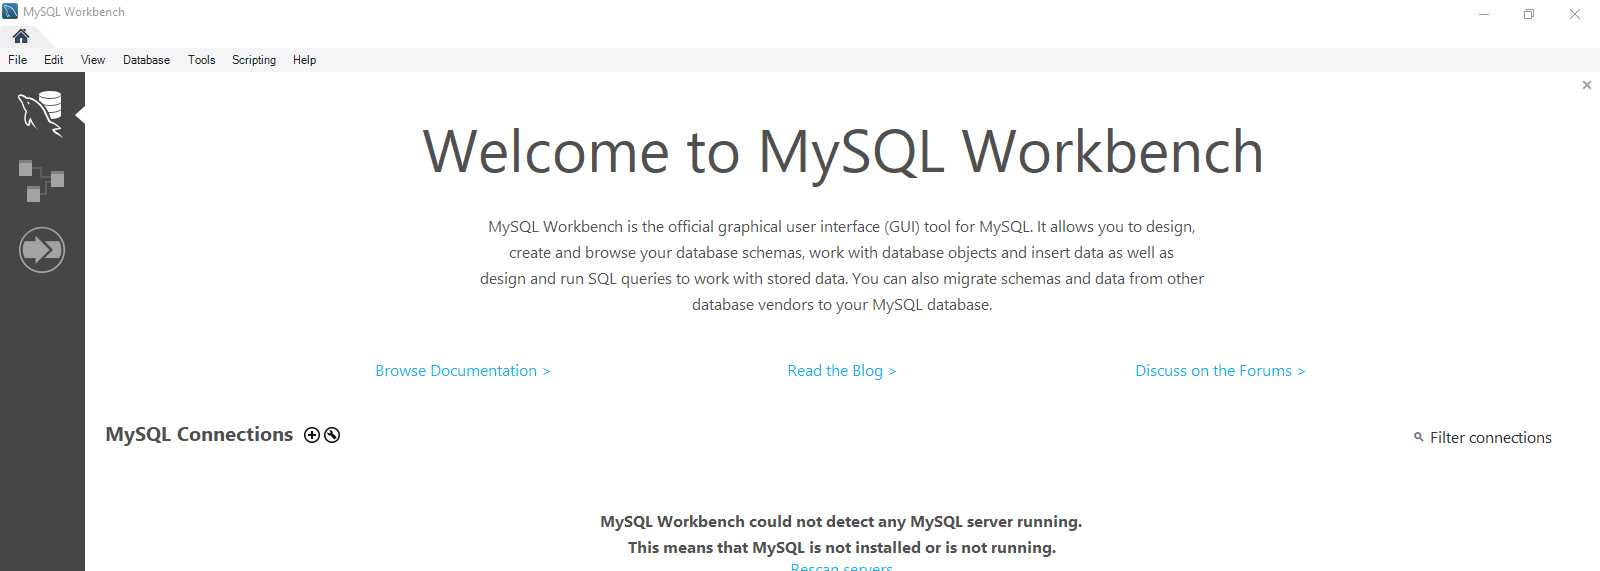 MySQL Workbench
File Edit View Database Tools Scripting Help
Welcome to MySQL Workbench
MySQL Workbench is the official graphical user interface (GUI) tool for MySQL. It allows you to design,
create and browse your database schemas, work with database objects and insert data as well as
design and run SQL queries to work with stored data. You can also migrate schemas and data from other
database vendors to your MySQL database.
Browse Documentation > Read the Blog > Discuss on the Forums >
MySQL Connections Filter connections
MySQL Workbench could not detect any MySQL server running.
This means that MySQL is not installed or is not running.
Rescan servers